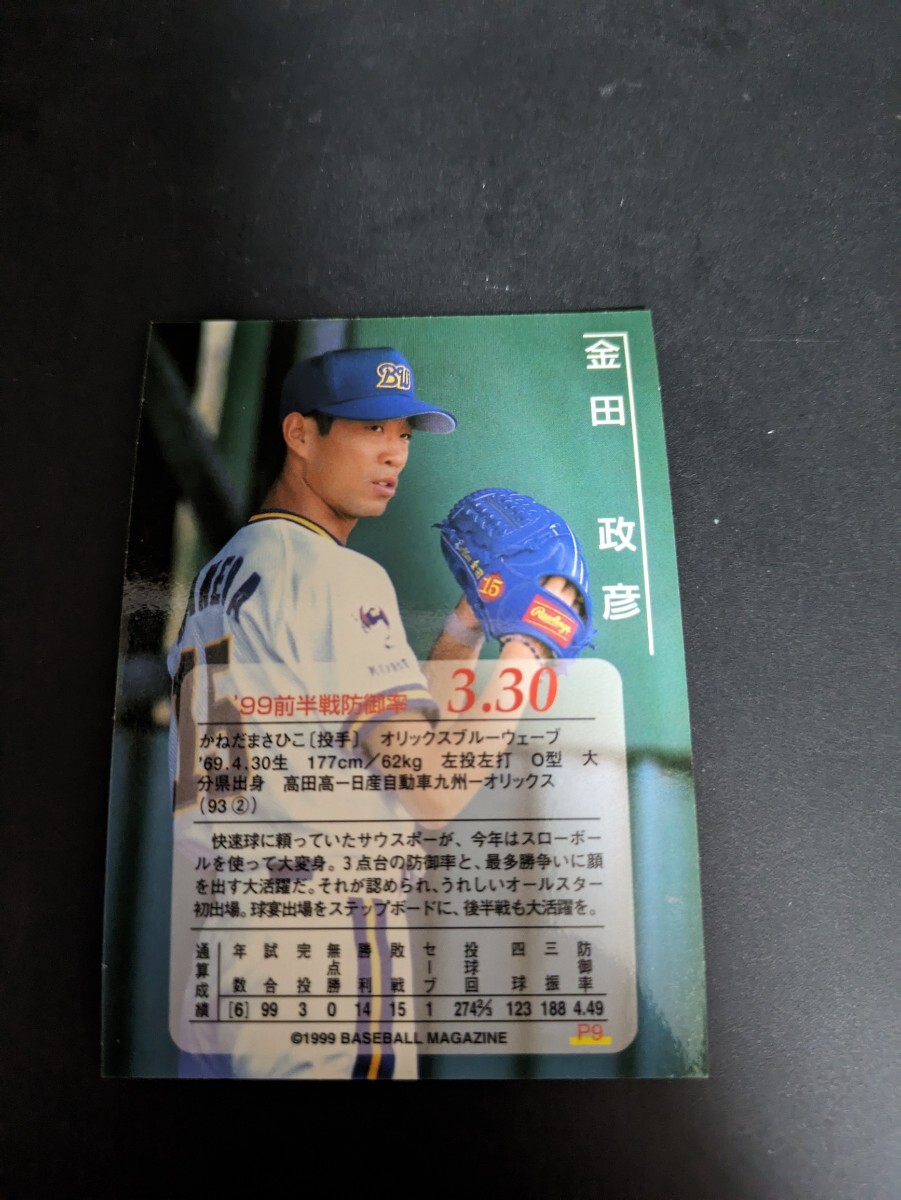 金田 政彦
BW
15
Rawlings
'99前半戦防御率 3.30
かねだまさひこ〔投手〕 オリックスブルーウェーブ
'69.4.30生 177cm/62kg 左投左打 O型 大
分県出身 高田高ー日産自動車九州ーオリックス
(93②)
快速球に頼っていたサウスポーが、今年はスローボー
ルを使って大変身。3点台の防御率と、最多勝争いに顔
を出す大活躍だ。それが認められ、うれしいオールスター
初出場。球宴出場をステップボードに、後半戦も大活躍を。
通算成績 年数 試合 完投 無点勝 勝利 敗戦 セーブ 投球回 四球 三振 防御率
[6] 99 3 0 14 15 1 274⅖ 123 188 4.49
©1999 BASEBALL MAGAZINE
P9